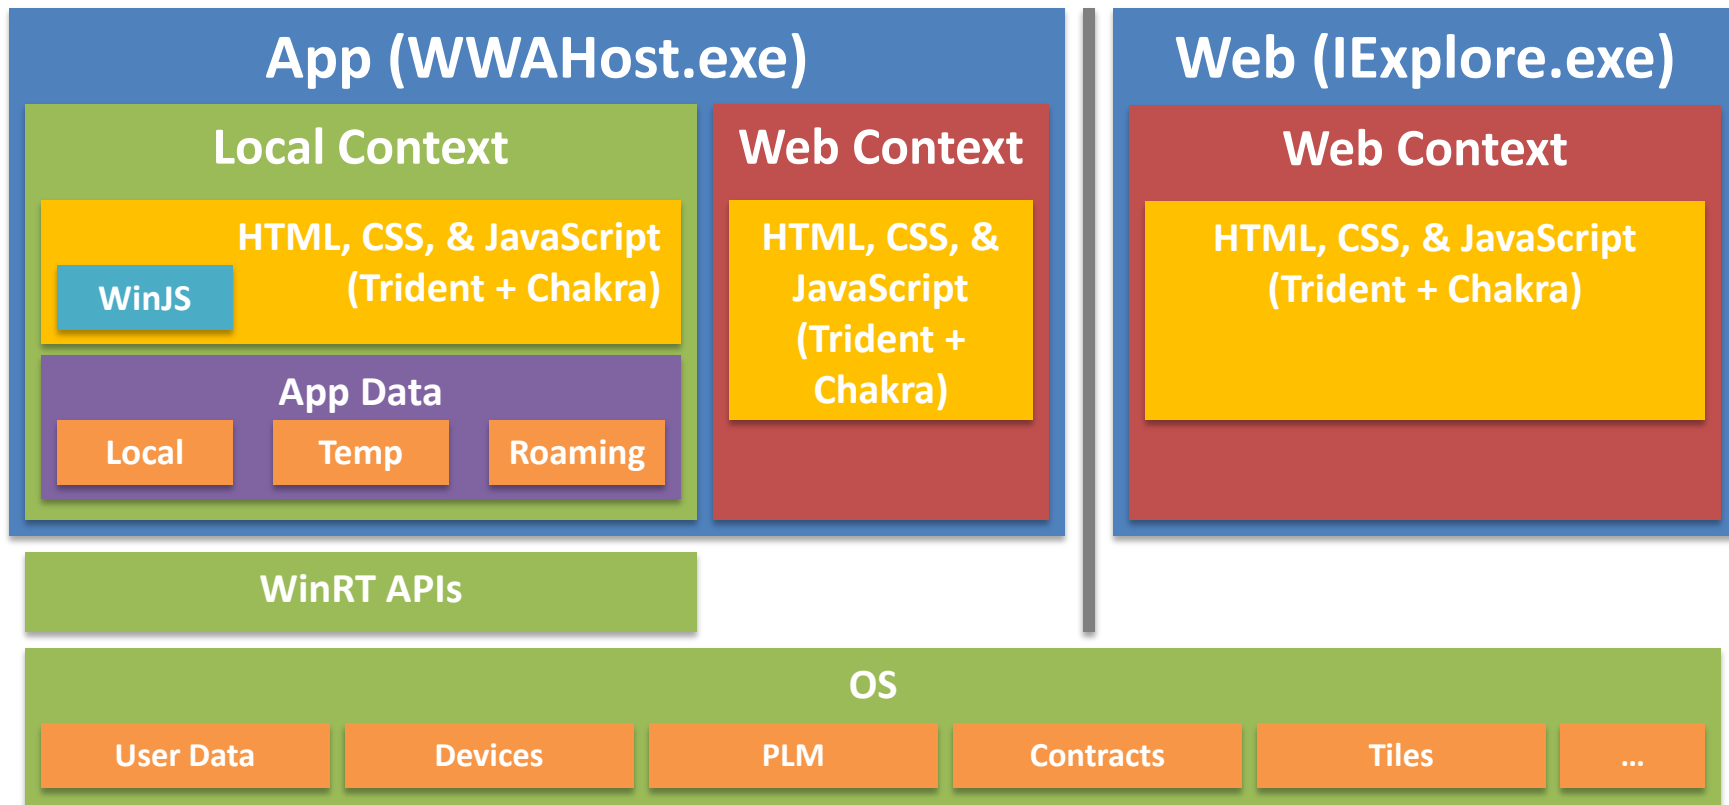 App (WWAHost.exe)
Local Context
HTML, CSS, & JavaScript
(Trident + Chakra)
WinJS
App Data
Local
Temp
Roaming
Web Context
HTML, CSS, &
JavaScript
(Trident +
Chakra)
Web (IExplore.exe)
Web Context
HTML, CSS, & JavaScript
(Trident + Chakra)
WinRT APIs
OS
User Data
Devices
PLM
Contracts
Tiles
...